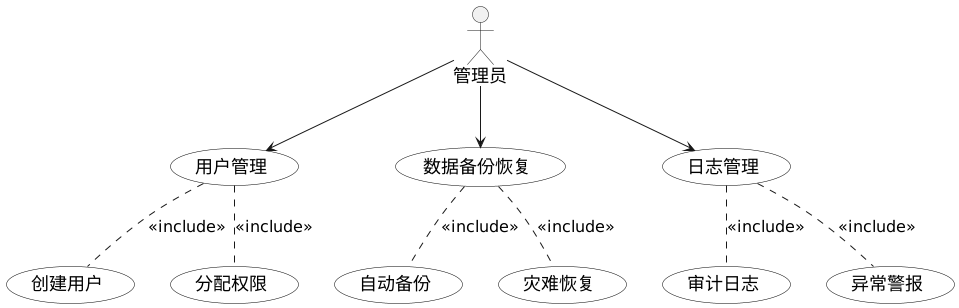 管理员
用户管理
数据备份恢复
日志管理
«include»
«include»
«include»
«include»
«include»
«include»
创建用户
分配权限
自动备份
灾难恢复
审计日志
异常警报